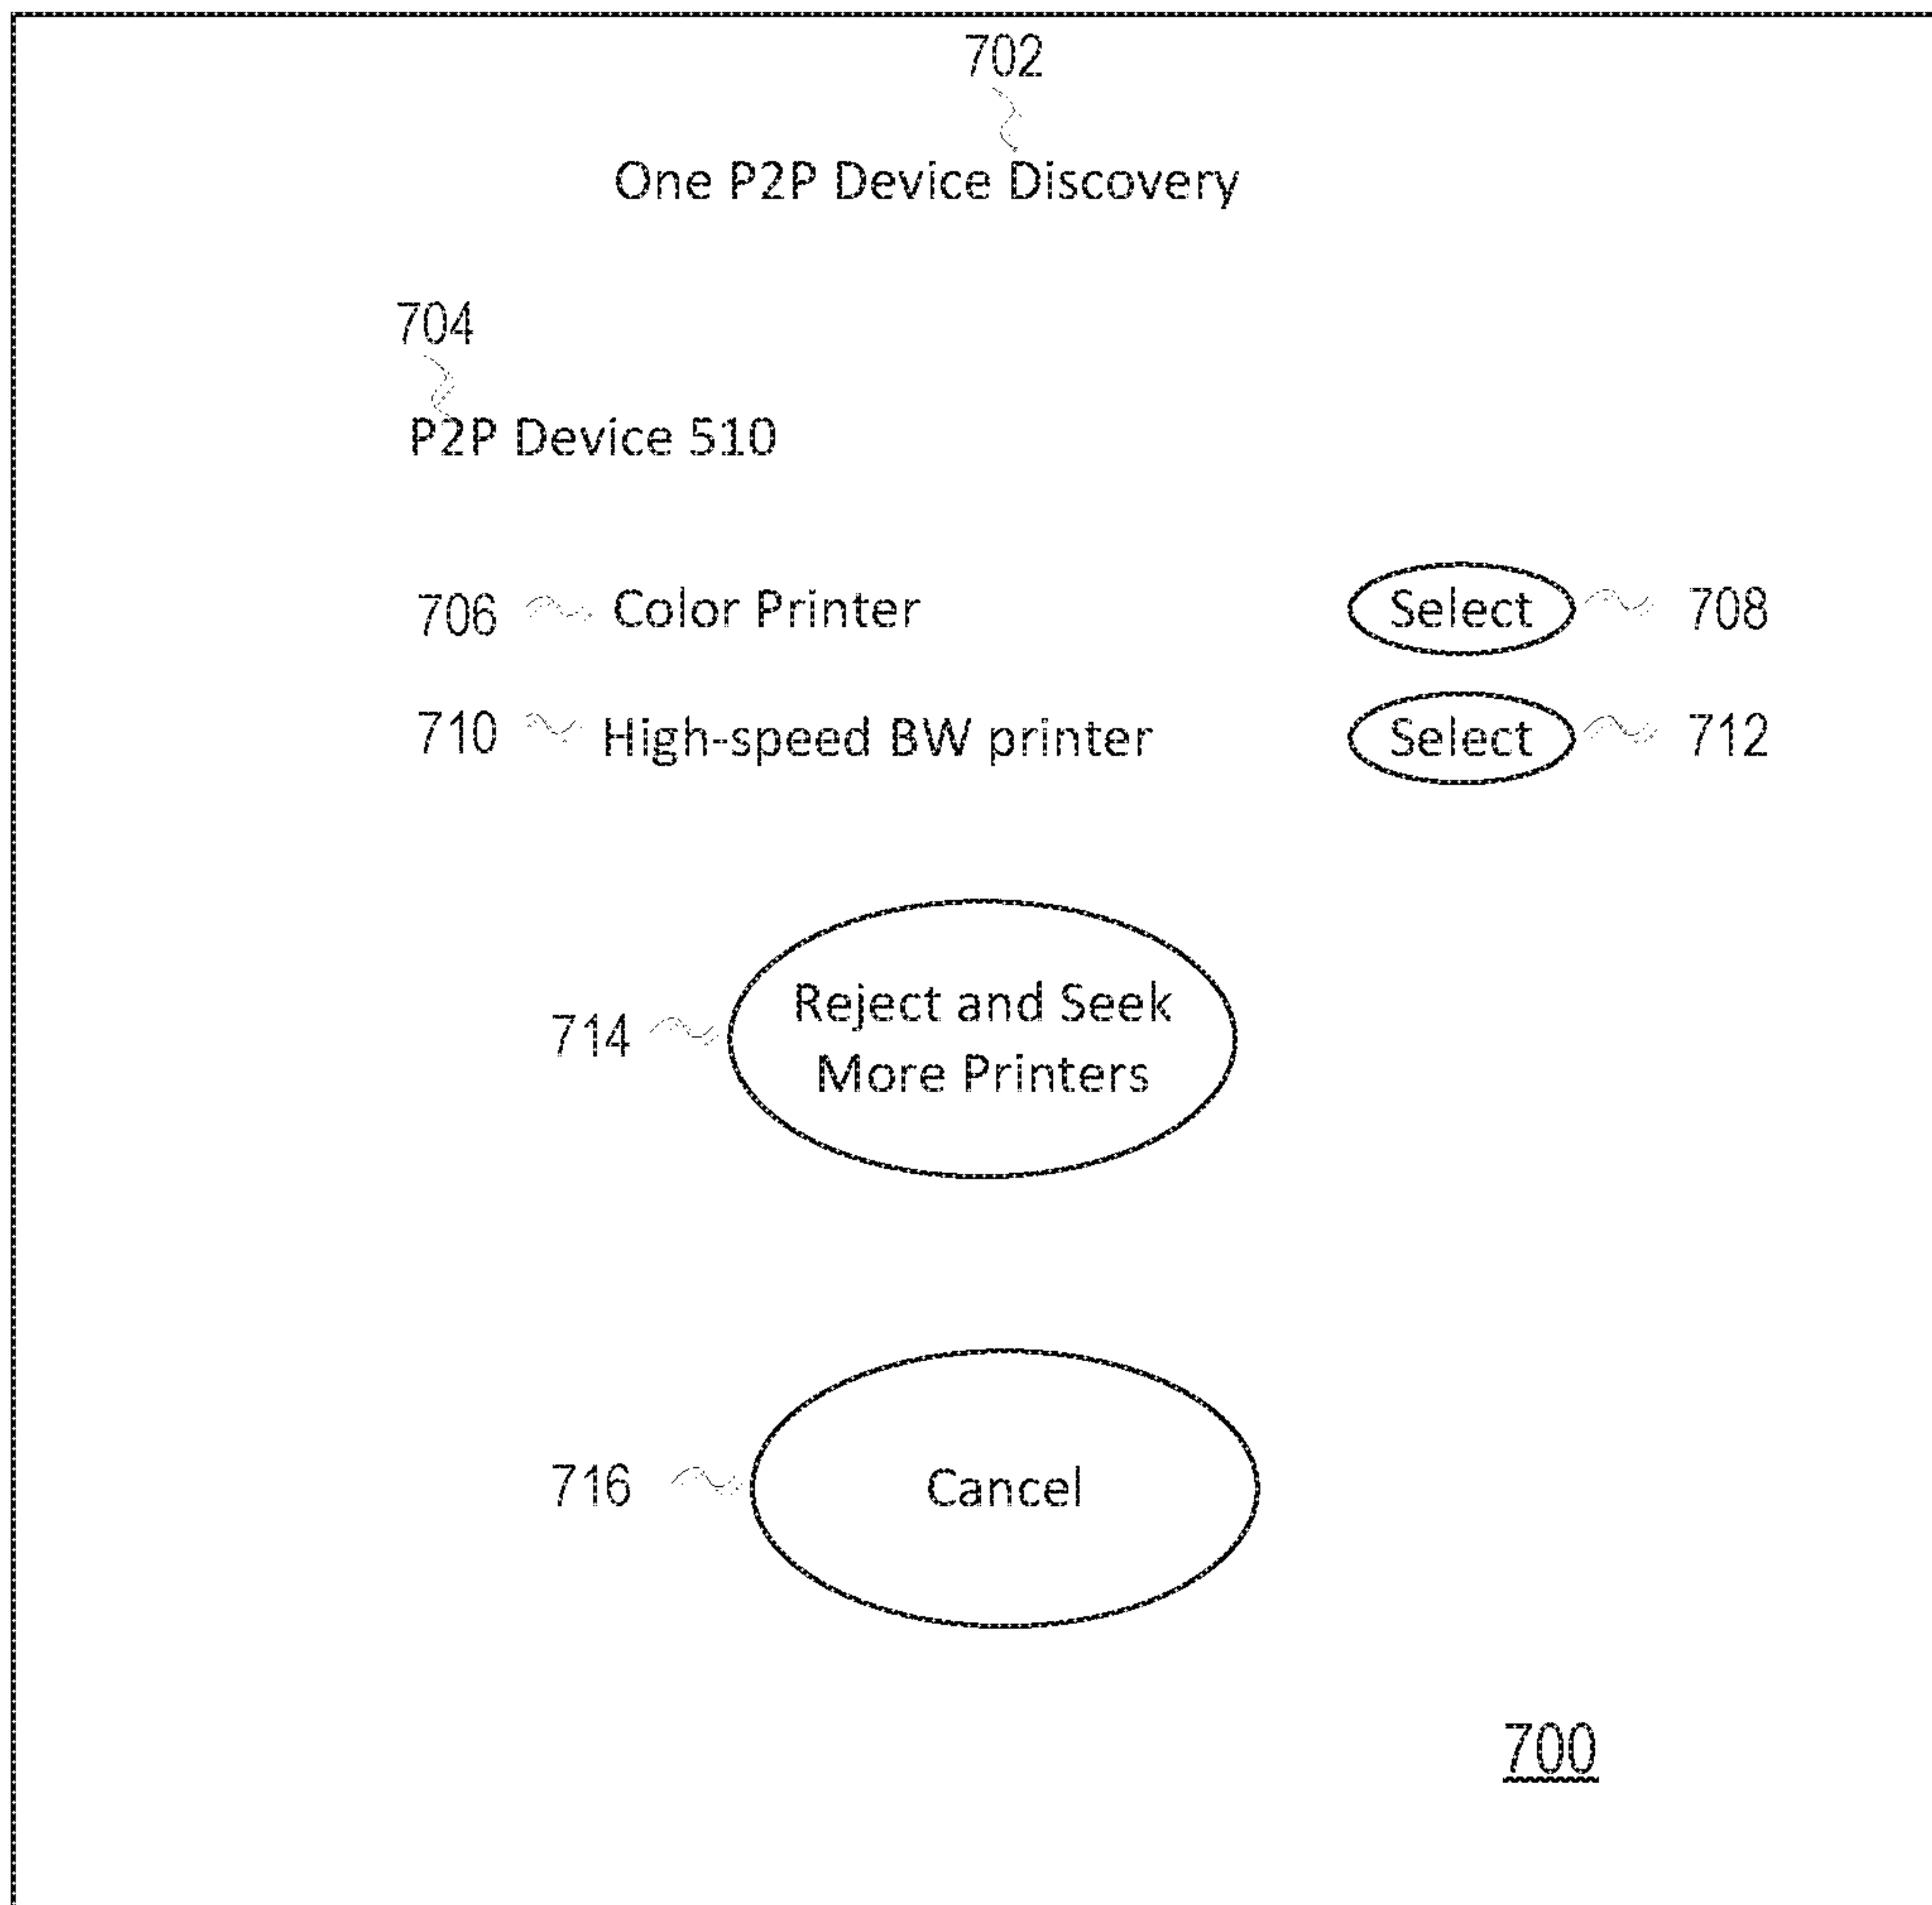 702
One P2P Device Discovery
704
P2P Device 510
706 Color Printer Select 708
710 High-speed BW printer Select 712
714 Reject and Seek
More Printers
716 Cancel
700